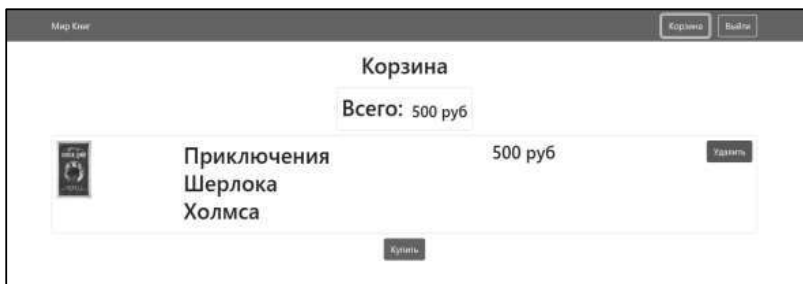 Мир Книг
Корзина
Выйти
Корзина
Всего: 500 руб
Приключения
Шерлока
Холмса
500 руб
Удалить
Купить